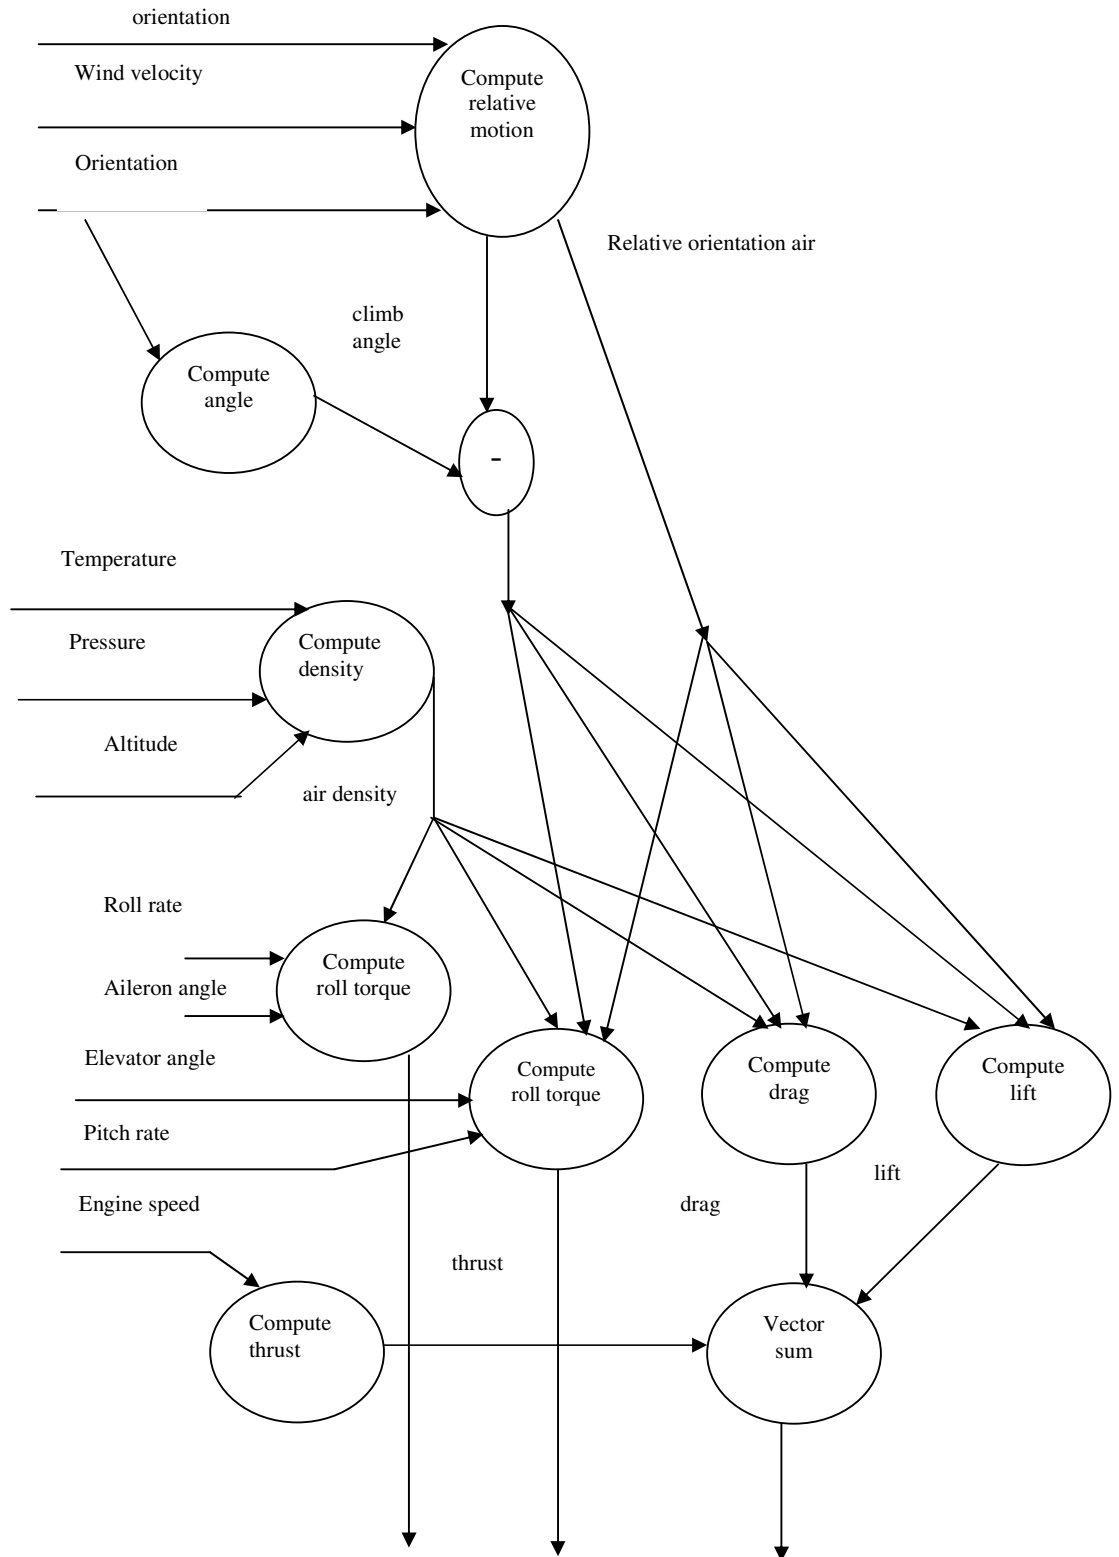 orientation
Wind velocity
Compute
relative
motion
Orientation
Relative orientation air
climb
angle
Compute
angle
-
Temperature
Pressure
Compute
density
Altitude
air density
Roll rate
Compute
roll torque
Aileron angle
Elevator angle
Compute
roll torque
Compute
drag
Compute
lift
Pitch rate
lift
Engine speed
drag
thrust
Compute
thrust
Vector
sum